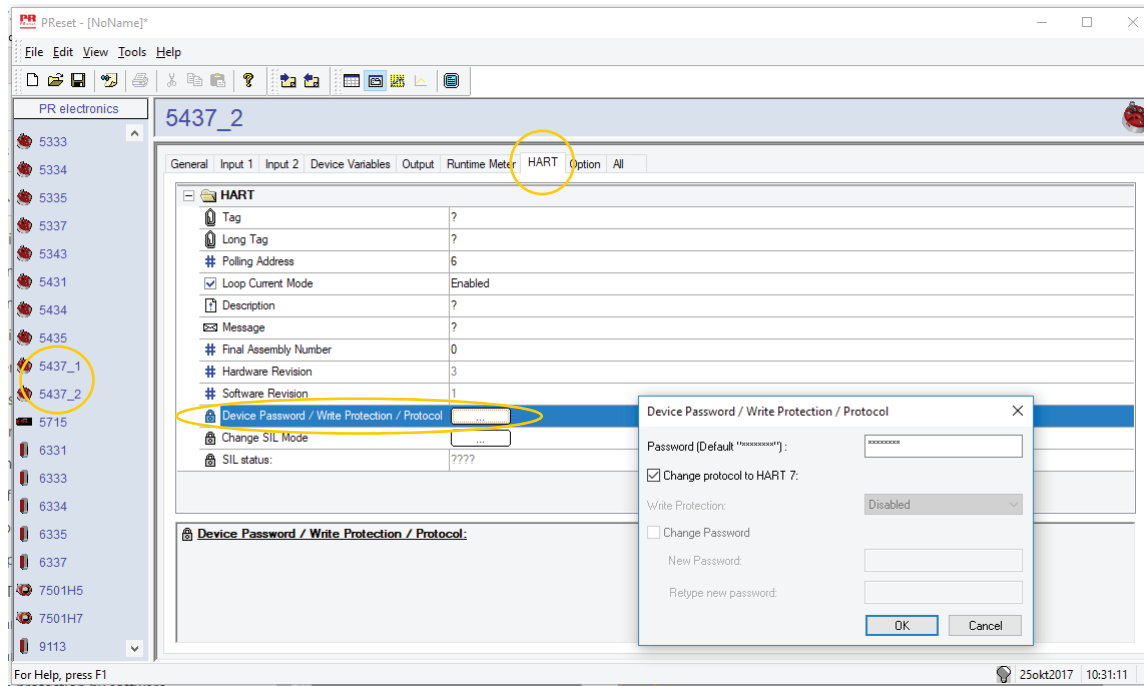 PR PReset - [NoName]*
File Edit View Tools Help
PR electronics
5333
5334
5335
5337
5343
5431
5434
5435
5437_1
5437_2
5715
6331
6333
6334
6335
6337
7501H5
7501H7
9113
5437_2
General Input 1 Input 2 Device Variables Output Runtime Meter HART Option All
HART
Tag ?
Long Tag ?
# Polling Address 6
Loop Current Mode Enabled
Description ?
Message ?
# Final Assembly Number 0
# Hardware Revision 3
# Software Revision 1
Device Password / Write Protection / Protocol ...
Change SIL Mode ...
SIL status: ????
Device Password / Write Protection / Protocol:
Device Password / Write Protection / Protocol
Password (Default "********") : ********
Change protocol to HART 7:
Write Protection: Disabled
Change Password
New Password:
Retype new password:
OK Cancel
For Help, press F1 25okt2017 10:31:11